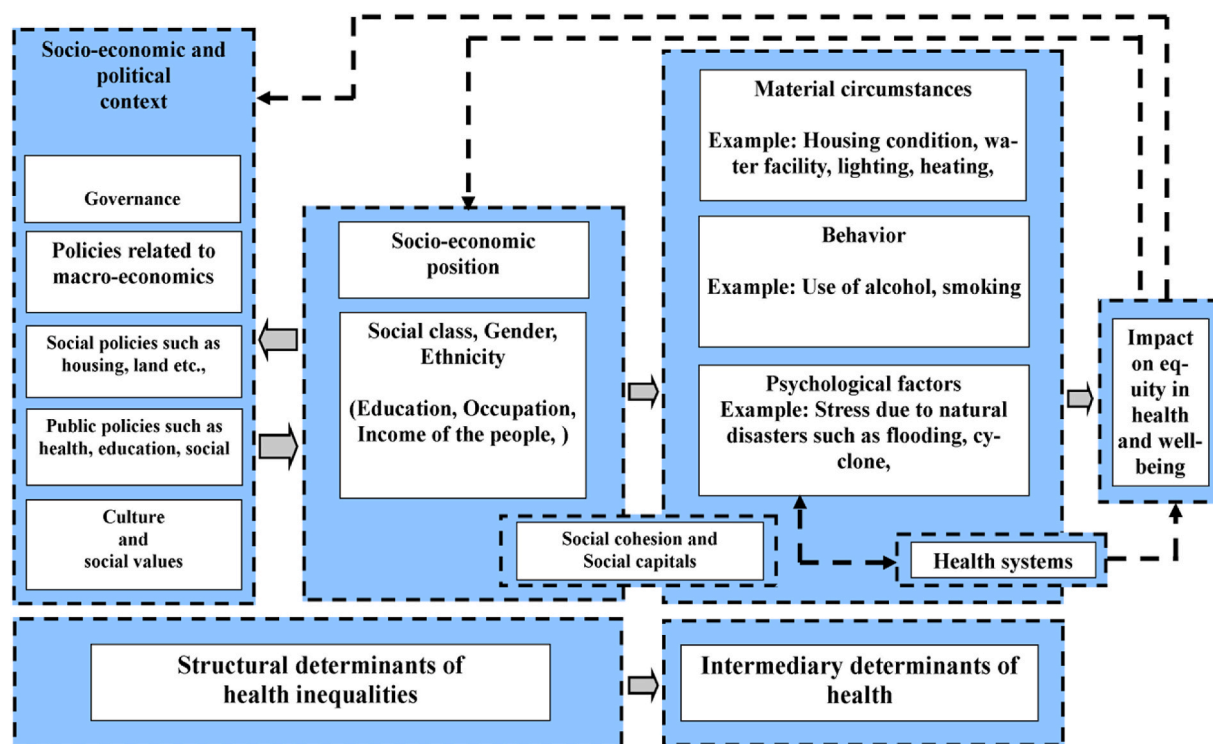 Socio-economic and
political
context
Governance
Policies related to
macro-economics
Social policies such as
housing, land etc.,
Public policies such as
health, education, social
Culture
and
social values
Socio-economic
position
Social class, Gender,
Ethnicity
(Education, Occupation,
Income of the people, )
Social cohesion and
Social capitals
Material circumstances
Example: Housing condition, wa-
ter facility, lighting, heating,
Behavior
Example: Use of alcohol, smoking
Psychological factors
Example: Stress due to natural
disasters such as flooding, cy-
clone,
Health systems
Impact
on eq-
uity in
health
and well-
being
Structural determinants of
health inequalities
Intermediary determinants of
health